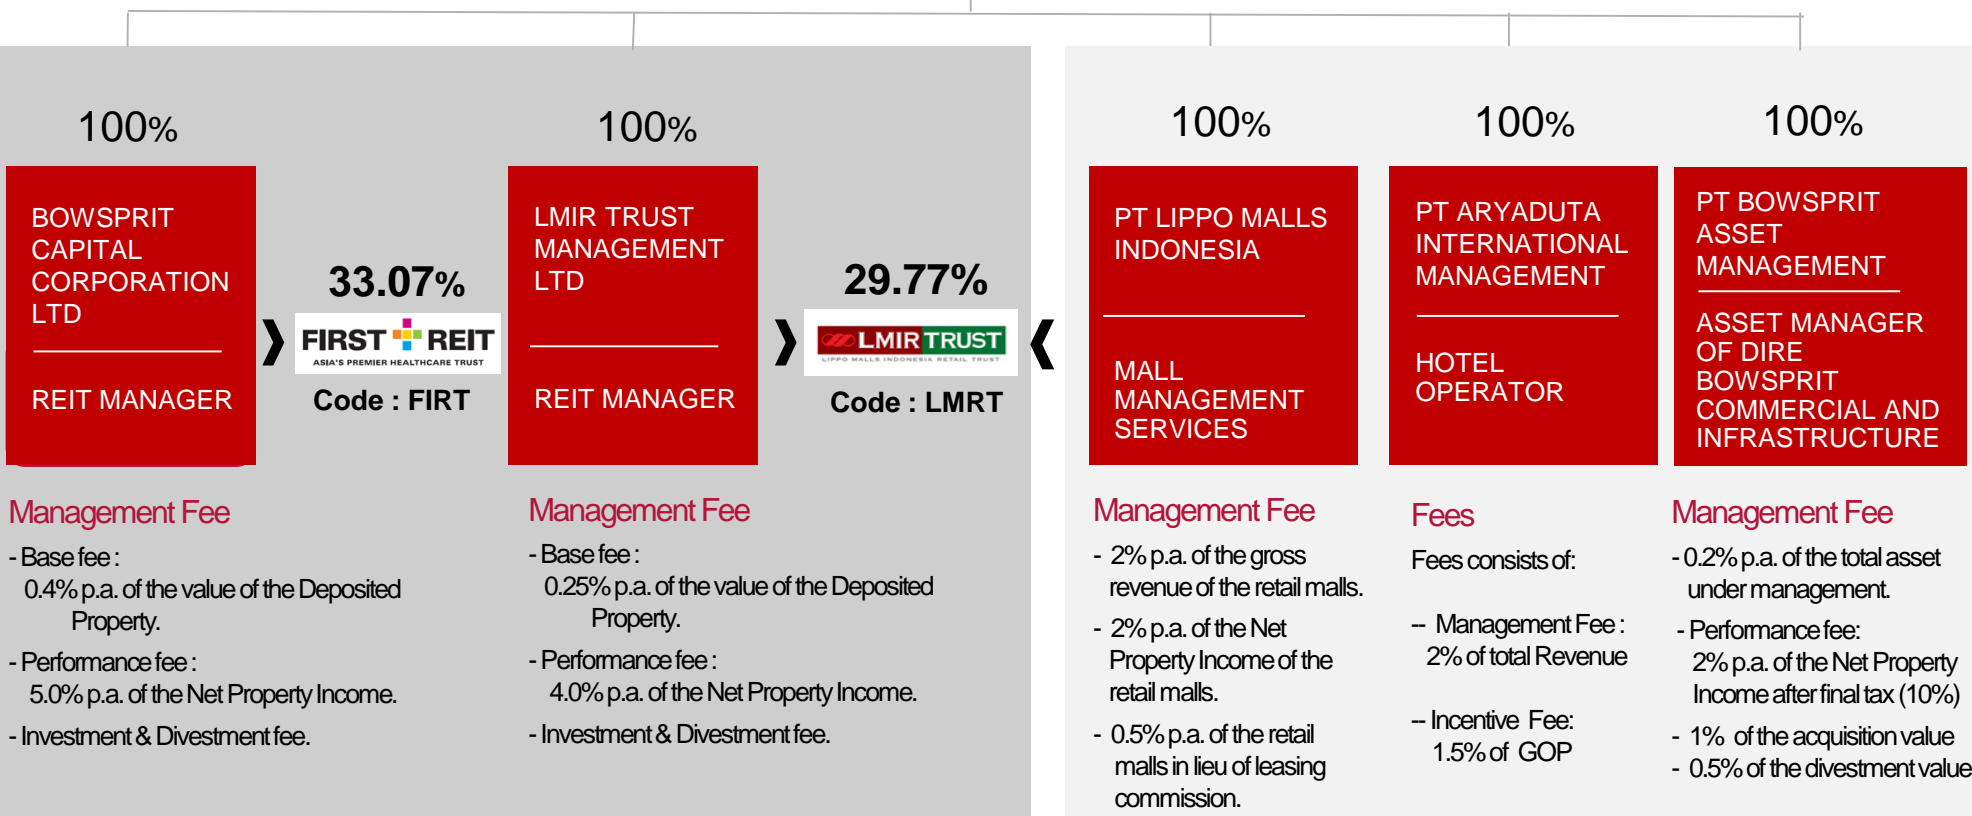 100%
BOWSPRIT
CAPITAL
CORPORATION
LTD
REIT MANAGER
33.07%
FIRST REIT
ASIA'S PREMIER HEALTHCARE TRUST
Code : FIRT
100%
LMIR TRUST
MANAGEMENT
LTD
REIT MANAGER
29.77%
LMIR TRUST
LIPPO MALLS INDONESIA RETAIL TRUST
Code : LMRT
100%
PT LIPPO MALLS
INDONESIA
MALL
MANAGEMENT
SERVICES
100%
PT ARYADUTA
INTERNATIONAL
MANAGEMENT
HOTEL
OPERATOR
100%
PT BOWSPRIT
ASSET
MANAGEMENT
ASSET MANAGER
OF DIRE
BOWSPRIT
COMMERCIAL AND
INFRASTRUCTURE
Management Fee
- Base fee :
0.4% p.a. of the value of the Deposited
Property.
- Performance fee :
5.0% p.a. of the Net Property Income.
- Investment & Divestment fee.
Management Fee
- Base fee :
0.25% p.a. of the value of the Deposited
Property.
- Performance fee :
4.0% p.a. of the Net Property Income.
- Investment & Divestment fee.
Management Fee
- 2% p.a. of the gross
revenue of the retail malls.
- 2% p.a. of the Net
Property Income of the
retail malls.
- 0.5% p.a. of the retail
malls in lieu of leasing
commission.
Fees
Fees consists of:
-- Management Fee :
2% of total Revenue
-- Incentive Fee:
1.5% of GOP
Management Fee
- 0.2% p.a. of the total asset
under management.
- Performance fee:
2% p.a. of the Net Property
Income after final tax (10%)
- 1% of the acquisition value
- 0.5% of the divestment value